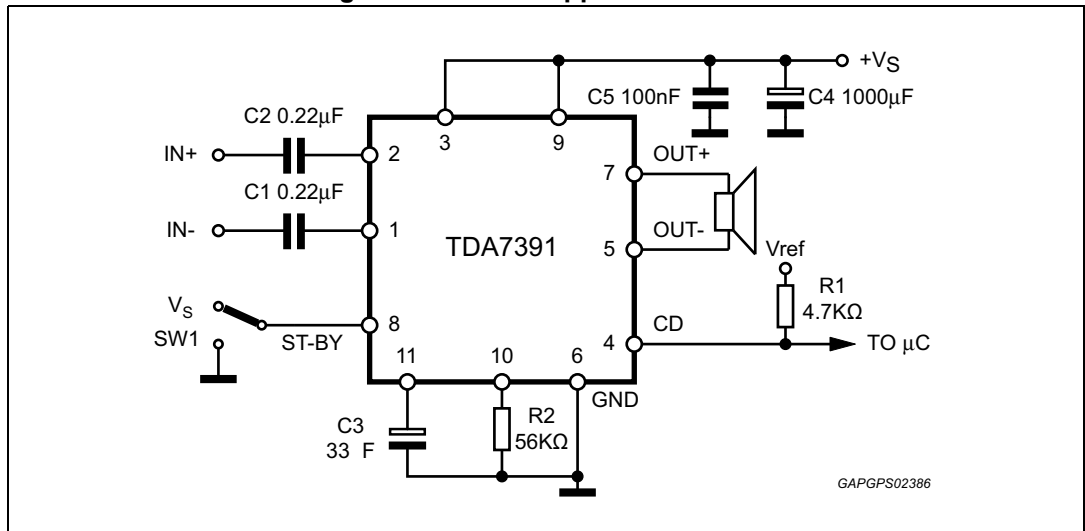 +VS
C5 100nF
C4 1000μF
C2 0.22μF
IN+
2
3
9
OUT+
7
C1 0.22μF
IN-
1
TDA7391
OUT-
5
Vref
R1
4.7KΩ
VS
SW1
ST-BY
8
CD
4
TO μC
11
10
6
GND
C3
33 F
R2
56KΩ
GAPGPS02386